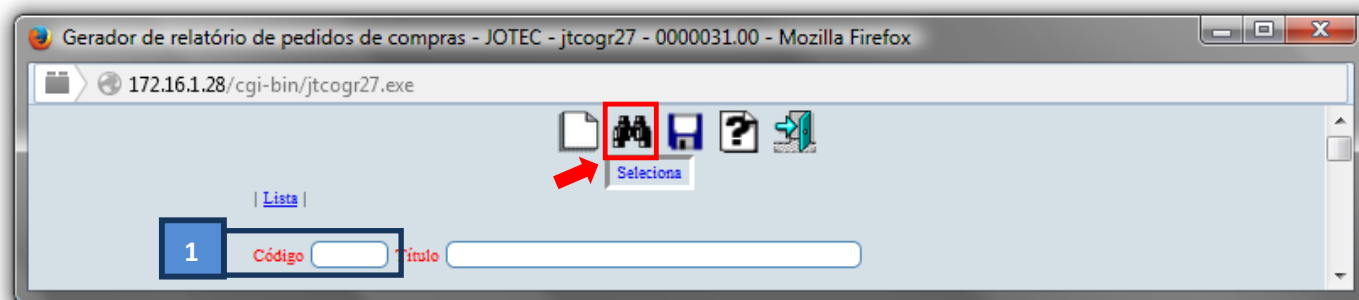 Gerador de relatório de pedidos de compras - JOTEC - jtcogr27 - 0000031.00 - Mozilla Firefox
172.16.1.28/cgi-bin/jtcogr27.exe
Seleciona
| Lista |
1 Código Título